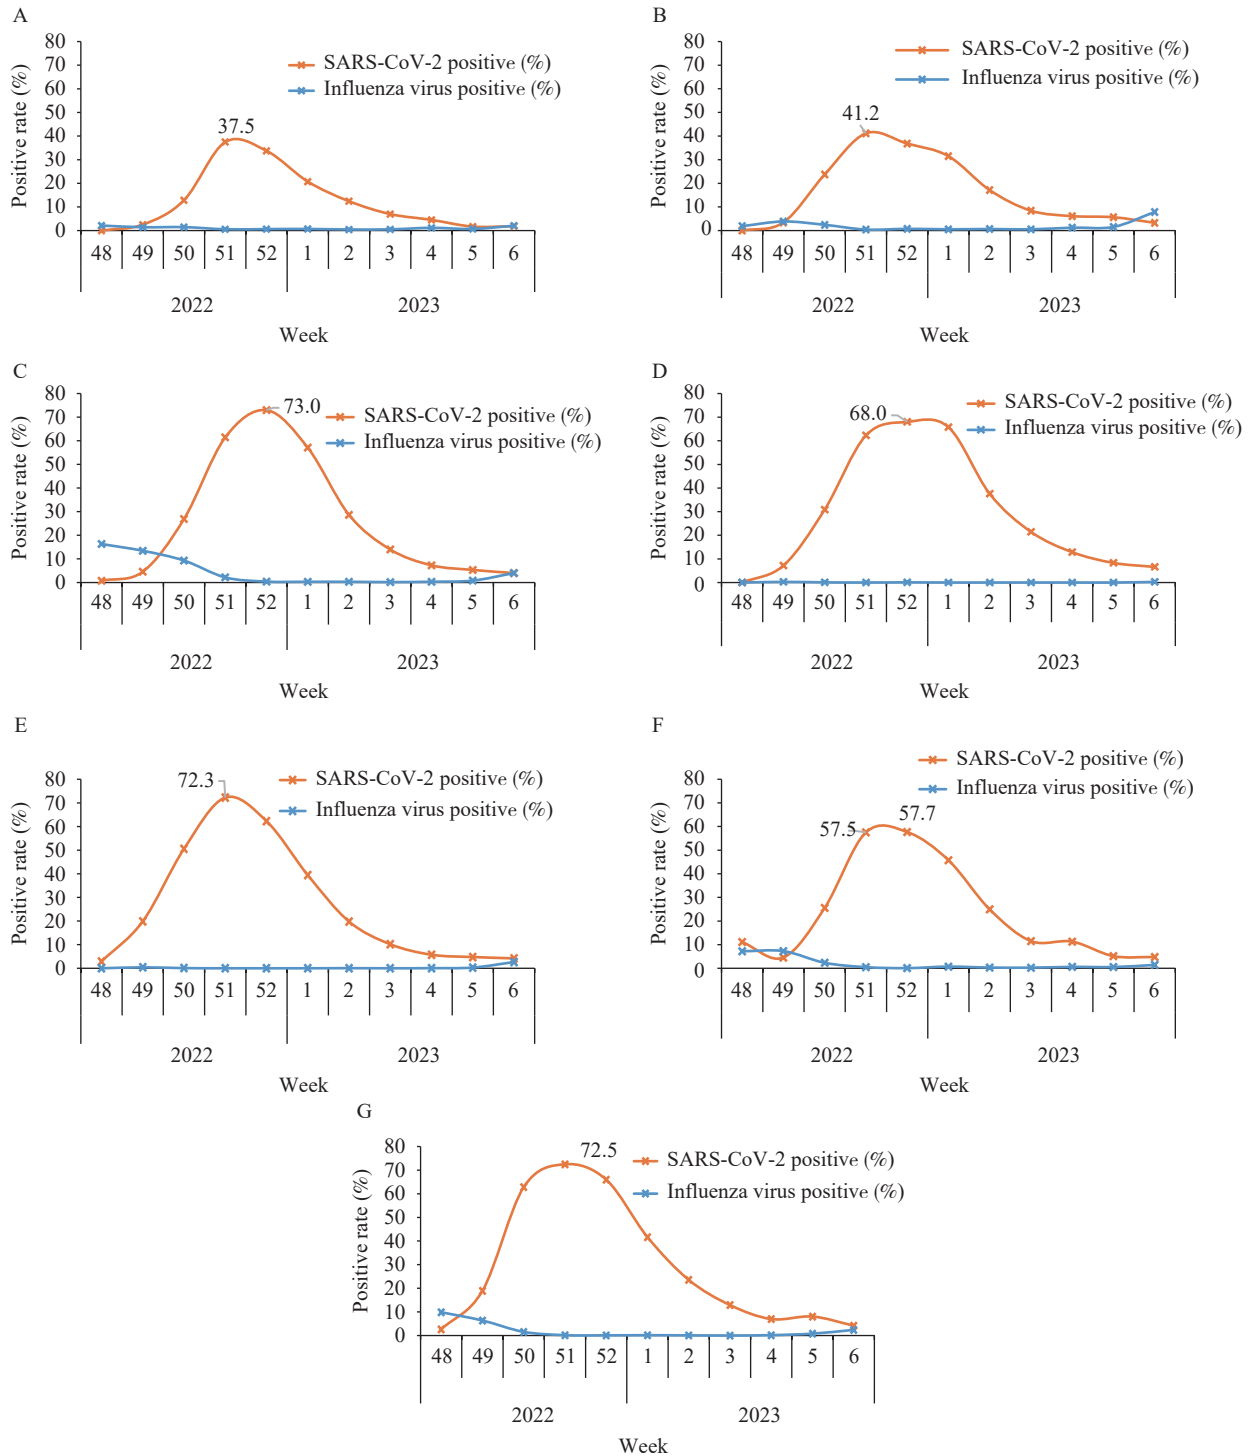 A
80
70
60
50
40
30
20
10
0
Positive rate (%)
SARS-CoV-2 positive (%)
Influenza virus positive (%)
37.5
48 49 50 51 52 1 2 3 4 5 6
2022 2023
Week
B
80
70
60
50
40
30
20
10
0
Positive rate (%)
SARS-CoV-2 positive (%)
Influenza virus positive (%)
41.2
48 49 50 51 52 1 2 3 4 5 6
2022 2023
Week
C
80
70
60
50
40
30
20
10
0
Positive rate (%)
73.0
SARS-CoV-2 positive (%)
Influenza virus positive (%)
48 49 50 51 52 1 2 3 4 5 6
2022 2023
Week
D
80
70
60
50
40
30
20
10
0
Positive rate (%)
68.0
SARS-CoV-2 positive (%)
Influenza virus positive (%)
48 49 50 51 52 1 2 3 4 5 6
2022 2023
Week
E
80
70
60
50
40
30
20
10
0
Positive rate (%)
72.3
SARS-CoV-2 positive (%)
Influenza virus positive (%)
48 49 50 51 52 1 2 3 4 5 6
2022 2023
Week
F
80
70
60
50
40
30
20
10
0
Positive rate (%)
SARS-CoV-2 positive (%)
Influenza virus positive (%)
57.5 57.7
48 49 50 51 52 1 2 3 4 5 6
2022 2023
Week
G
80
70
60
50
40
30
20
10
0
Positive rate (%)
72.5
SARS-CoV-2 positive (%)
Influenza virus positive (%)
48 49 50 51 52 1 2 3 4 5 6
2022 2023
Week